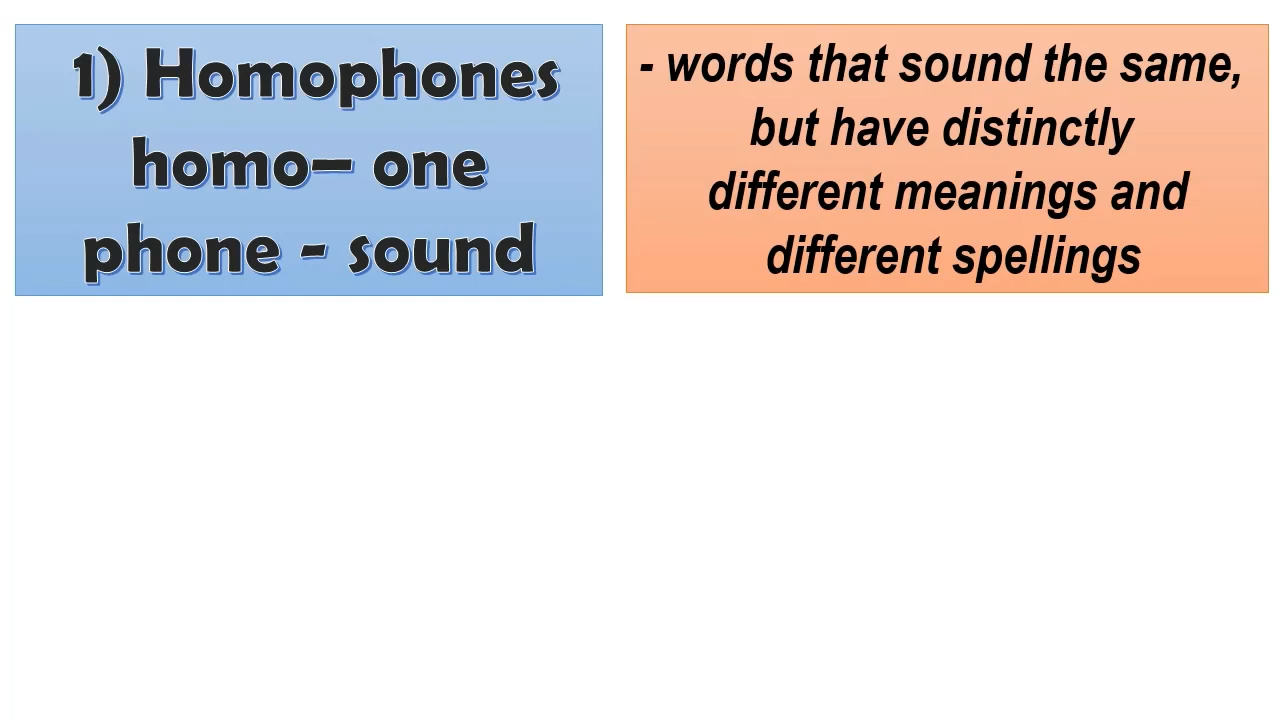 1) Homophones
homo– one
phone - sound
- words that sound the same,
but have distinctly
different meanings and
different spellings